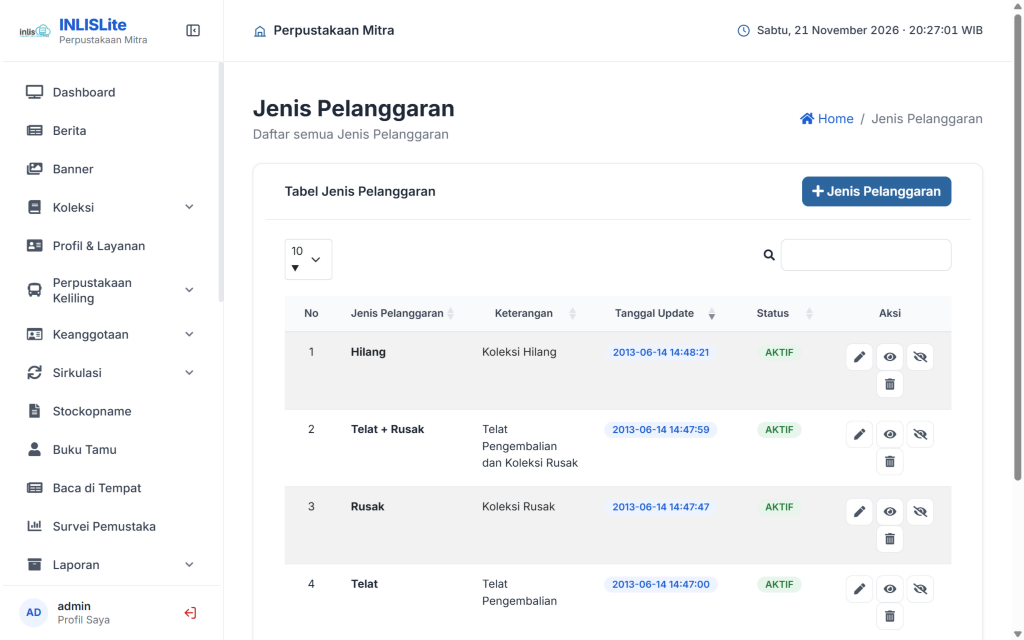 inlis
INLISLite
Perpustakaan Mitra
Perpustakaan Mitra
Sabtu, 21 November 2026 · 20:27:01 WIB
Dashboard
Berita
Banner
Koleksi
Profil & Layanan
Perpustakaan
Keliling
Keanggotaan
Sirkulasi
Stockopname
Buku Tamu
Baca di Tempat
Survei Pemustaka
Laporan
AD
admin
Profil Saya
Jenis Pelanggaran
Daftar semua Jenis Pelanggaran
Home / Jenis Pelanggaran
Tabel Jenis Pelanggaran
+ Jenis Pelanggaran
10
No Jenis Pelanggaran Keterangan Tanggal Update Status Aksi
1 Hilang Koleksi Hilang 2013-06-14 14:48:21 AKTIF
2 Telat + Rusak Telat Pengembalian dan Koleksi Rusak 2013-06-14 14:47:59 AKTIF
3 Rusak Koleksi Rusak 2013-06-14 14:47:47 AKTIF
4 Telat Telat Pengembalian 2013-06-14 14:47:00 AKTIF